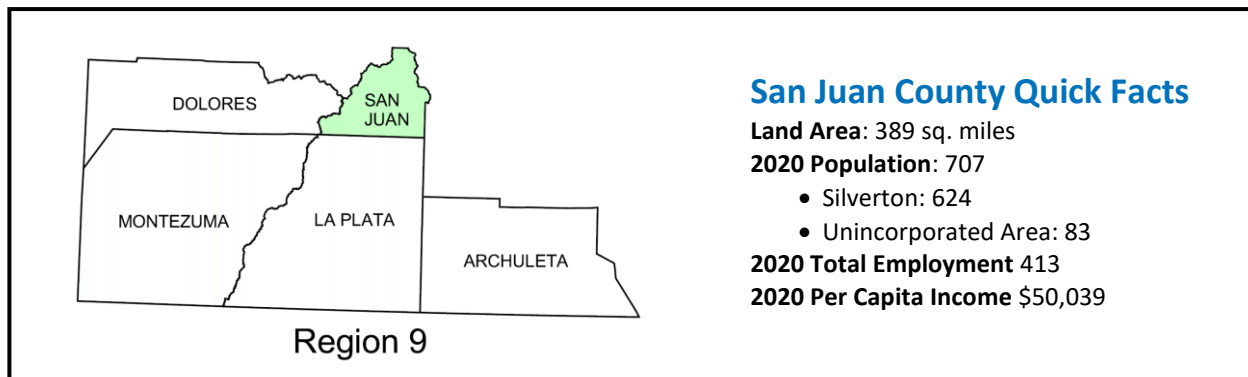 DOLORES
SAN
JUAN
MONTEZUMA
LA PLATA
ARCHULETA
Region 9
San Juan County Quick Facts
Land Area: 389 sq. miles
2020 Population: 707
• Silverton: 624
• Unincorporated Area: 83
2020 Total Employment 413
2020 Per Capita Income $50,039